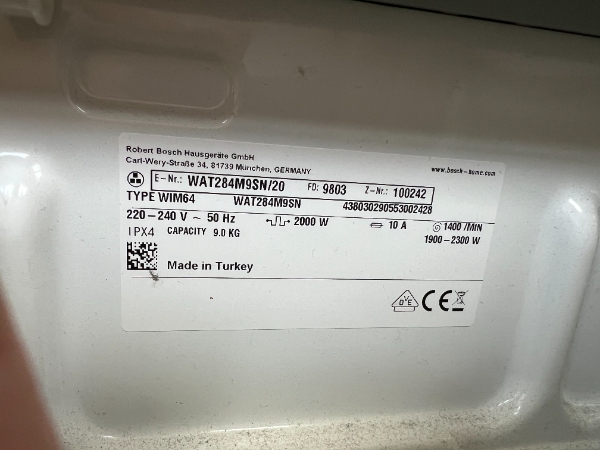 Robert Bosch Hausgeräte GmbH
Carl-Wery-Straße 34, 81739 München, GERMANY
www.bosch-home.com
E-Nr.: WAT284M9SN/20 FD: 9803 Z-Nr.: 100242
TYPE WIM64 WAT284M9SN 438030290553002428
220-240 V ~ 50 Hz 2000 W 10 A 1400 /MIN
1900-2300 W
IPX4 CAPACITY 9.0 KG
Made in Turkey
DVE CE